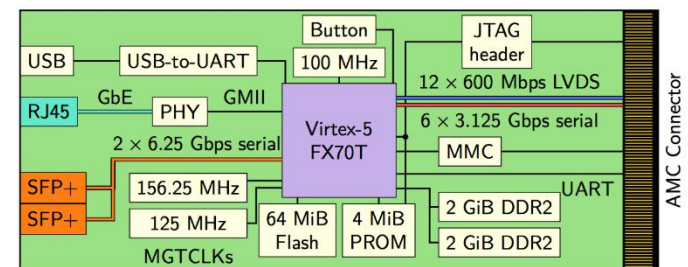 Button
JTAG
header
USB
USB-to-UART
100 MHz
12 × 600 Mbps LVDS
GbE
GMII
RJ45
PHY
Virtex-5
FX70T
6 × 3.125 Gbps serial
2 × 6.25 Gbps serial
MMC
AMC Connector
SFP+
156.25 MHz
UART
SFP+
125 MHz
64 MiB
Flash
4 MiB
PROM
2 GiB DDR2
2 GiB DDR2
MGTCLKs